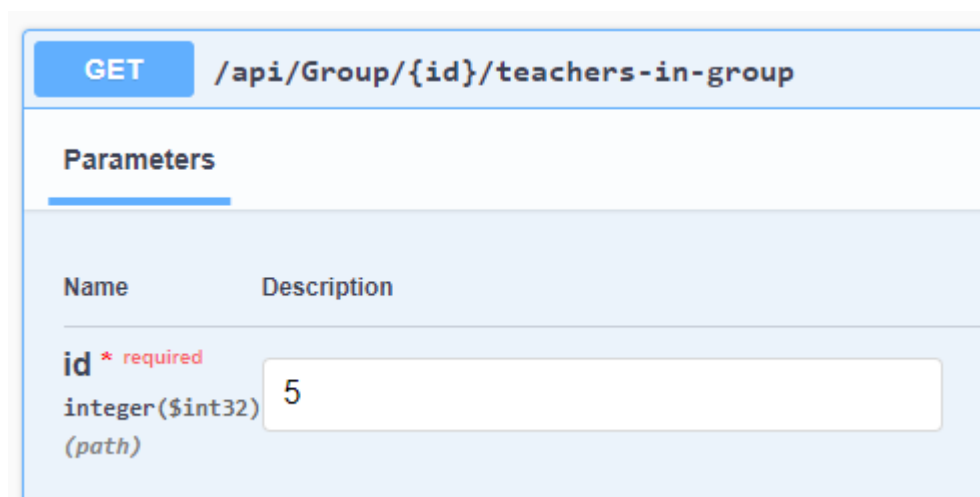 GET /api/Group/{id}/teachers-in-group
Parameters
Name Description
id * required
integer($int32)
(path)
5